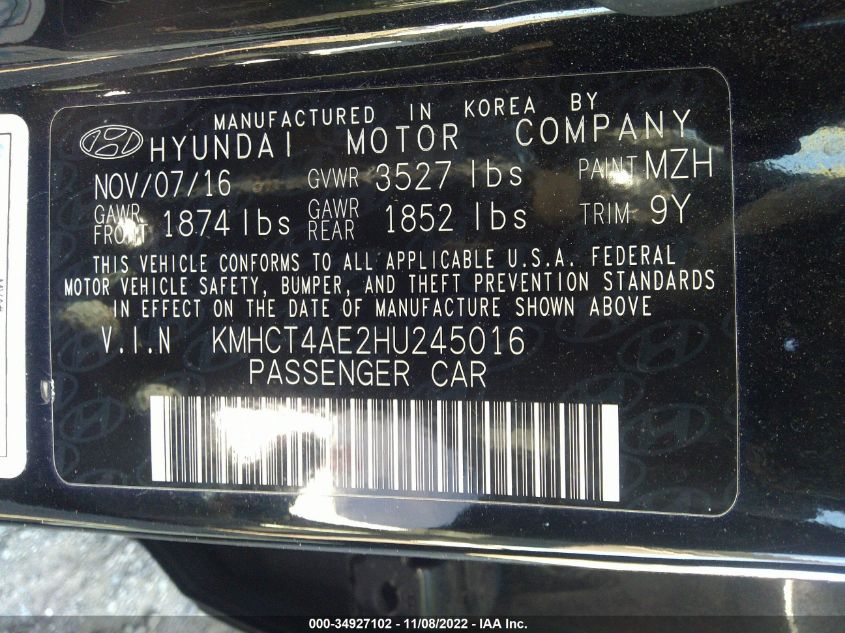 MANUFACTURED IN KOREA BY
HYUNDAI MOTOR COMPANY
NOV/07/16 GVWR 3527 lbs PAINT MZH
GAWR FRONT 1874 lbs GAWR REAR 1852 lbs TRIM 9Y
THIS VEHICLE CONFORMS TO ALL APPLICABLE U.S.A. FEDERAL
MOTOR VEHICLE SAFETY, BUMPER, AND THEFT PREVENTION STANDARDS
IN EFFECT ON THE DATE OF MANUFACTURE SHOWN ABOVE
V.I.N KMHCT4AE2HU245016
PASSENGER CAR
000-34927102 - 11/08/2022 - IAA Inc.